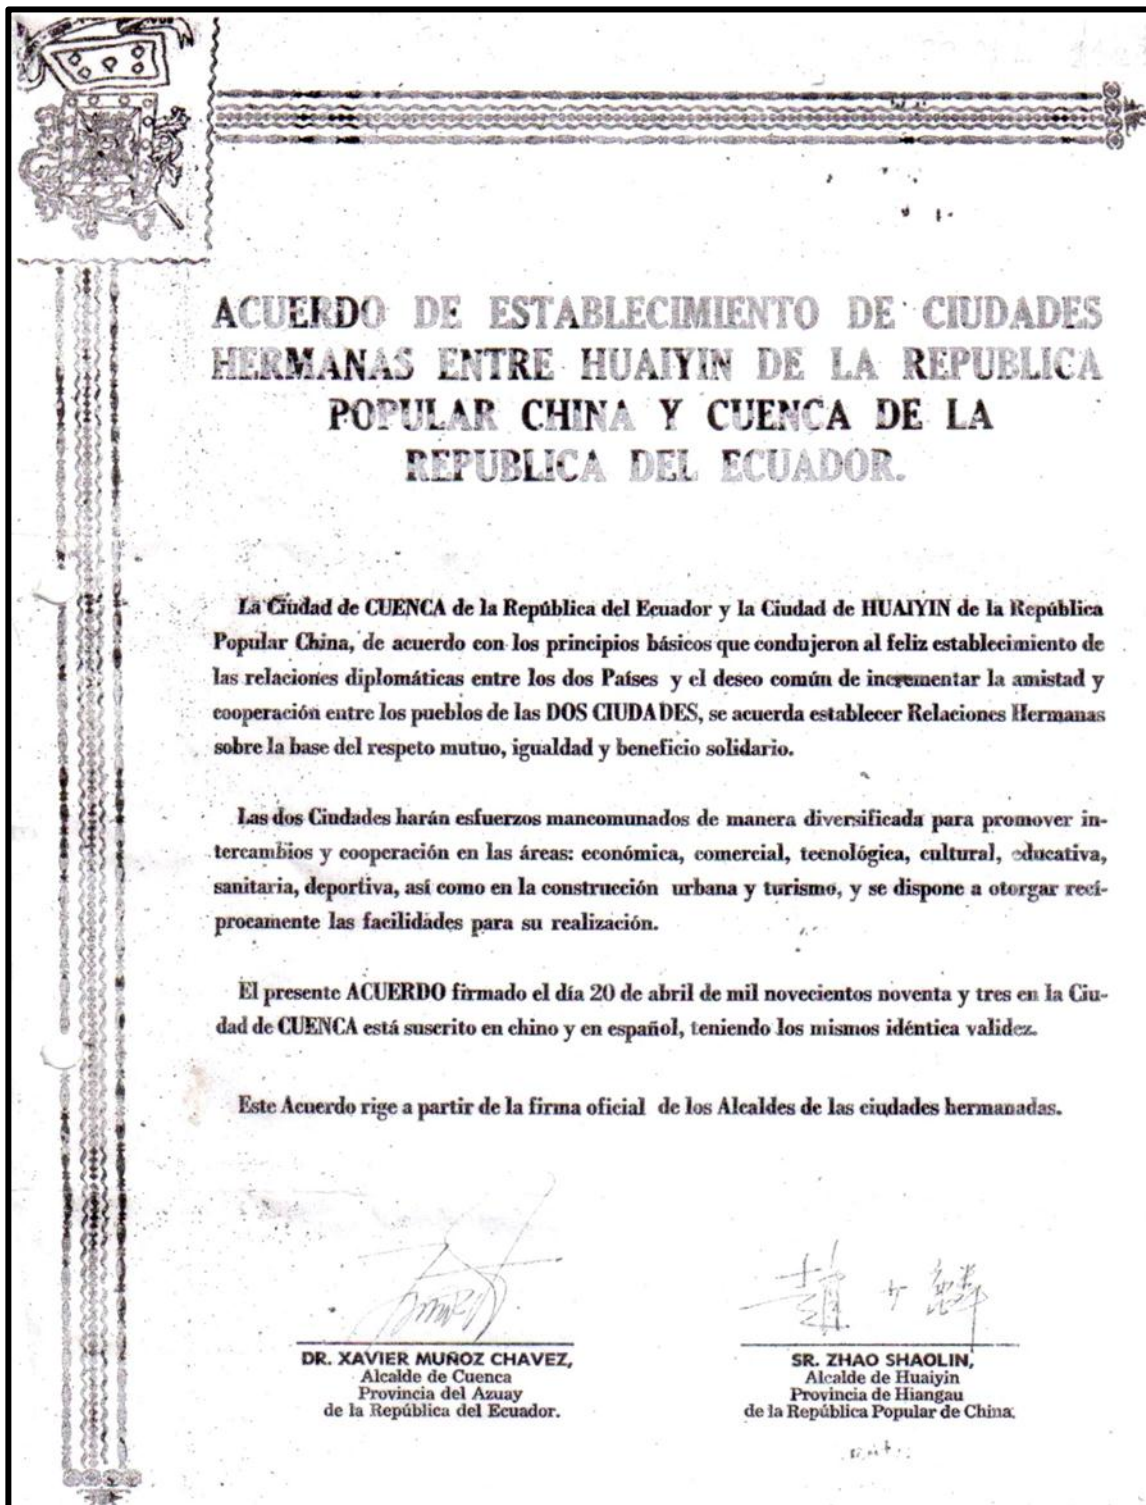 ACUERDO DE ESTABLECIMIENTO DE CIUDADES
HERMANAS ENTRE HUAIYIN DE LA REPUBLICA
POPULAR CHINA Y CUENCA DE LA
REPUBLICA DEL ECUADOR.
La Ciudad de CUENCA de la República del Ecuador y la Ciudad de HUAIYIN de la República
Popular China, de acuerdo con los principios básicos que condujeron al feliz establecimiento de
las relaciones diplomáticas entre los dos Países y el deseo común de incrementar la amistad y
cooperación entre los pueblos de las DOS CIUDADES, se acuerda establecer Relaciones Hermanas
sobre la base del respeto mutuo, igualdad y beneficio solidario.
Las dos Ciudades harán esfuerzos mancomunados de manera diversificada para promover in-
tercambios y cooperación en las áreas: económica, comercial, tecnológica, cultural, educativa,
sanitaria, deportiva, así como en la construcción urbana y turismo, y se dispone a otorgar recí-
procamente las facilidades para su realización.
El presente ACUERDO firmado el día 20 de abril de mil novecientos noventa y tres en la Ciu-
dad de CUENCA está suscrito en chino y en español, teniendo los mismos idéntica validez.
Este Acuerdo rige a partir de la firma oficial de los Alcaldes de las ciudades hermanadas.
DR. XAVIER MUÑOZ CHAVEZ,
Alcalde de Cuenca
Provincia del Azuay
de la República del Ecuador.
趙少麟
SR. ZHAO SHAOLIN,
Alcalde de Huaiyin
Provincia de Hiangau
de la República Popular de China.